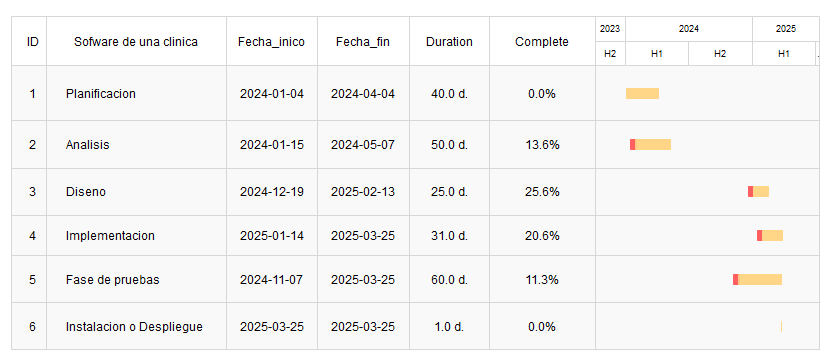 2023 2024 2025
ID Sofware de una clinica Fecha_inico Fecha_fin Duration Complete
H2 H1 H2 H1
1 Planificacion 2024-01-04 2024-04-04 40.0 d. 0.0%
2 Analisis 2024-01-15 2024-05-07 50.0 d. 13.6%
3 Diseno 2024-12-19 2025-02-13 25.0 d. 25.6%
4 Implementacion 2025-01-14 2025-03-25 31.0 d. 20.6%
5 Fase de pruebas 2024-11-07 2025-03-25 60.0 d. 11.3%
6 Instalacion o Despliegue 2025-03-25 2025-03-25 1.0 d. 0.0%